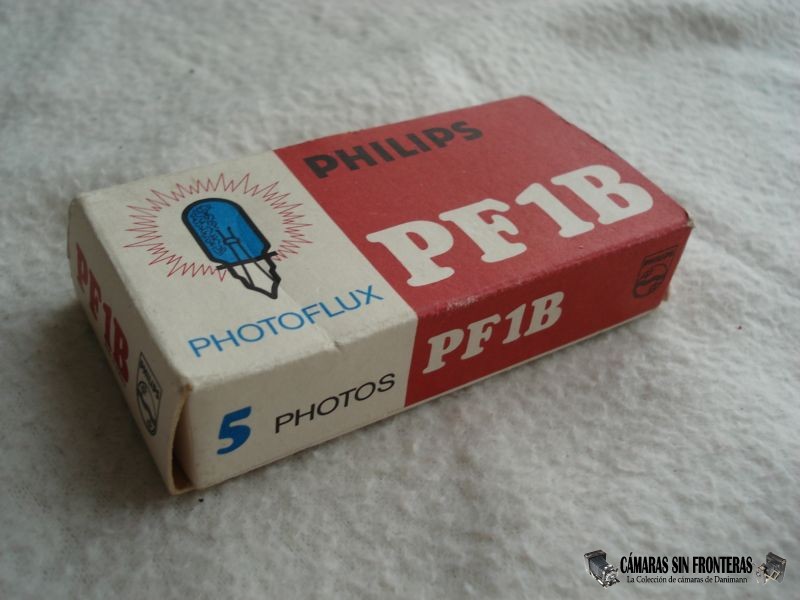 PHILIPS
PF1B
PHOTOFLUX
PF1B
5 PHOTOS
PF1B
PHILIPS
CÁMARAS SIN FRONTERAS
La Colección de cámaras de Danimann